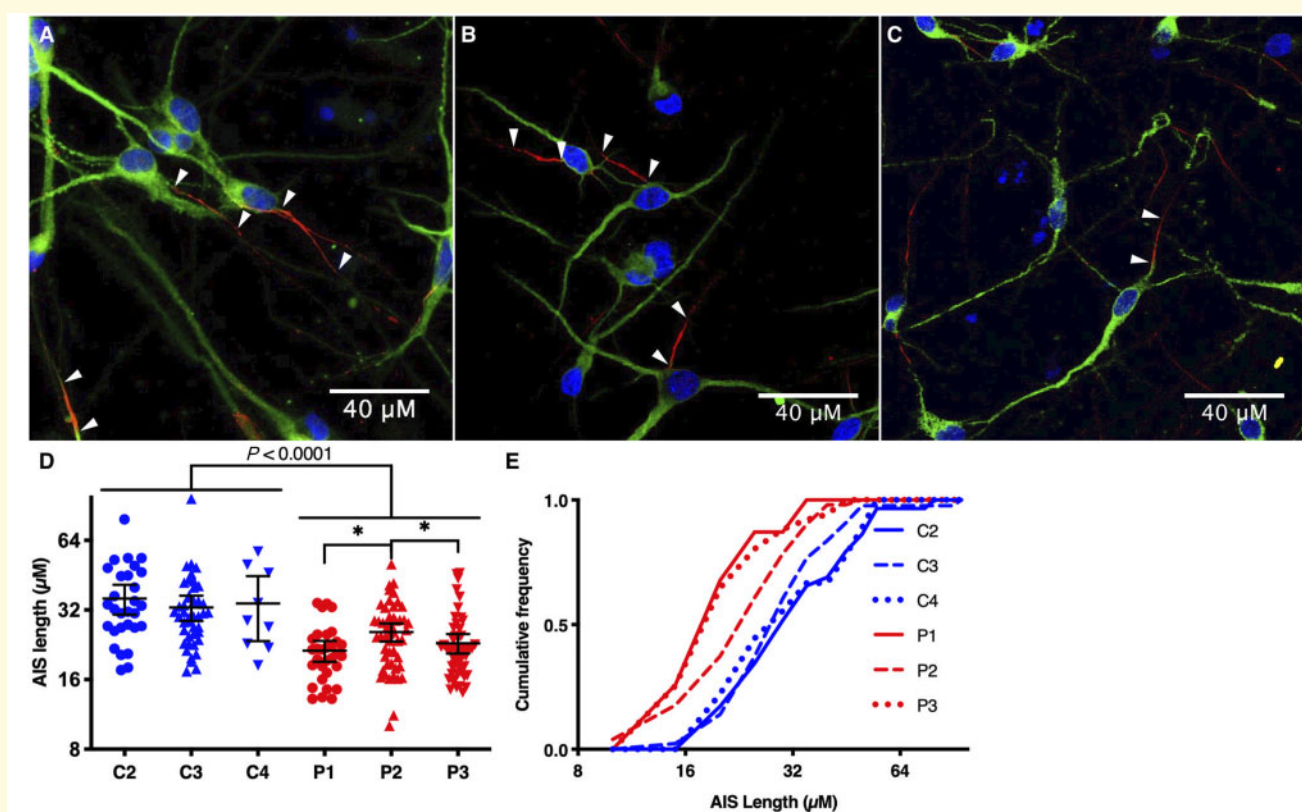 A
B
C
40 µM
40 µM
40 µM
D
P < 0.0001
*
*
AIS length (µM)
64
32
16
8
C2
C3
C4
P1
P2
P3
E
Cumulative frequency
1.0
0.5
0.0
8
16
32
64
AIS Length (µM)
C2
C3
C4
P1
P2
P3